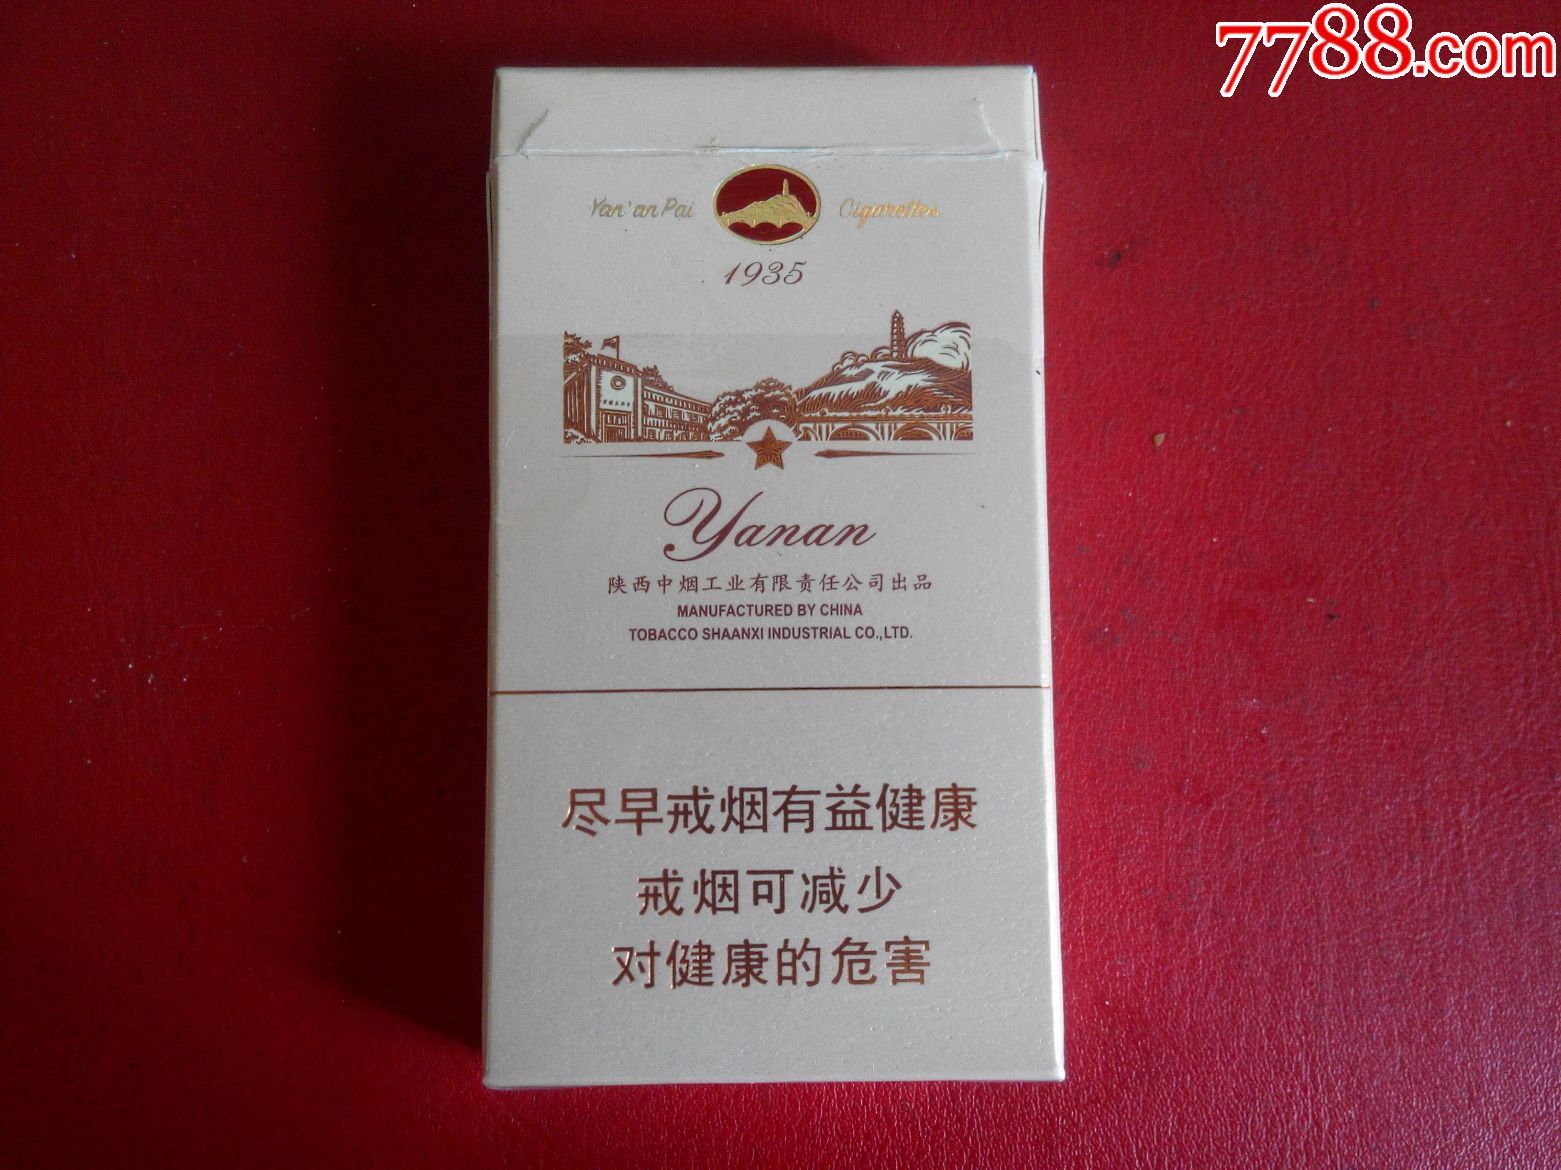 7788.com
Yan'an Pai Cigarettes
1935
Yanan
陕西中烟工业有限责任公司出品
MANUFACTURED BY CHINA
TOBACCO SHAANXI INDUSTRIAL CO.,LTD.
尽早戒烟有益健康
戒烟可减少
对健康的危害